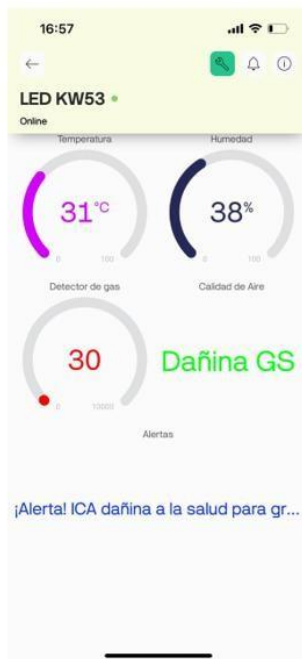 16:57
LED KW53
Online
Temperatura Humedad
31°C 38%
0 100 0 100
Detector de gas Calidad de Aire
30 Dañina GS
0 10000
Alertas
¡Alerta! ICA dañina a la salud para gr...